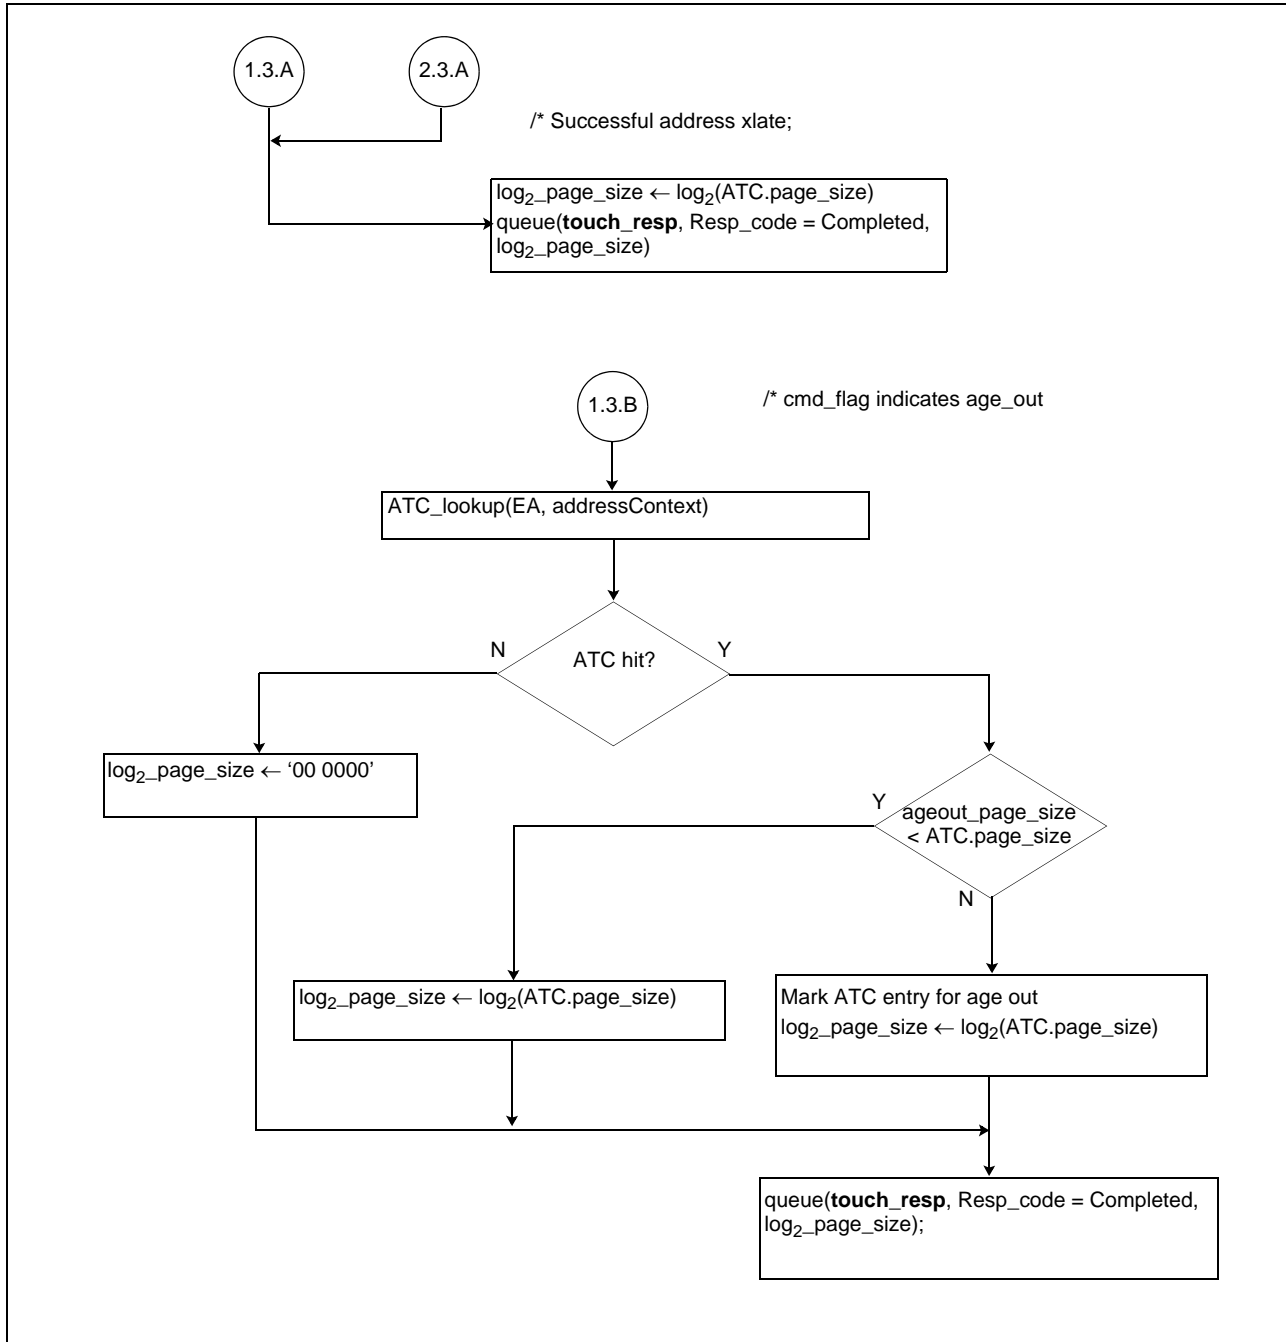 1.3.A
2.3.A
/* Successful address xlate;
log2_page_size ← log2(ATC.page_size)
queue(touch_resp, Resp_code = Completed,
log2_page_size)
1.3.B
/* cmd_flag indicates age_out
ATC_lookup(EA, addressContext)
ATC hit?
N
Y
log2_page_size ← ‘00 0000’
ageout_page_size
< ATC.page_size
Y
N
log2_page_size ← log2(ATC.page_size)
Mark ATC entry for age out
log2_page_size ← log2(ATC.page_size)
queue(touch_resp, Resp_code = Completed,
log2_page_size);